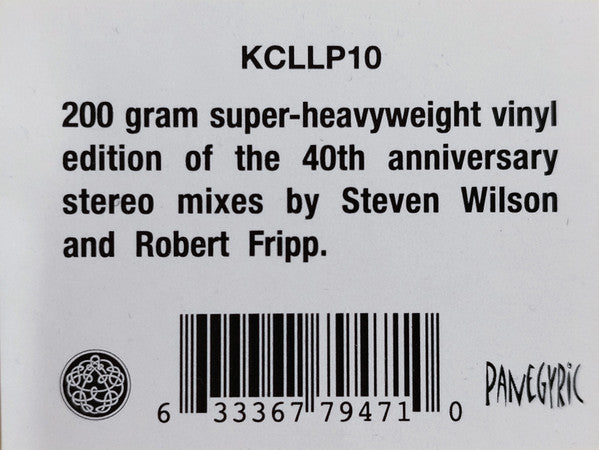 KCLLP10
200 gram super-heavyweight vinyl
edition of the 40th anniversary
stereo mixes by Steven Wilson
and Robert Fripp.
6 33367 79471 0
PANEGYRIC